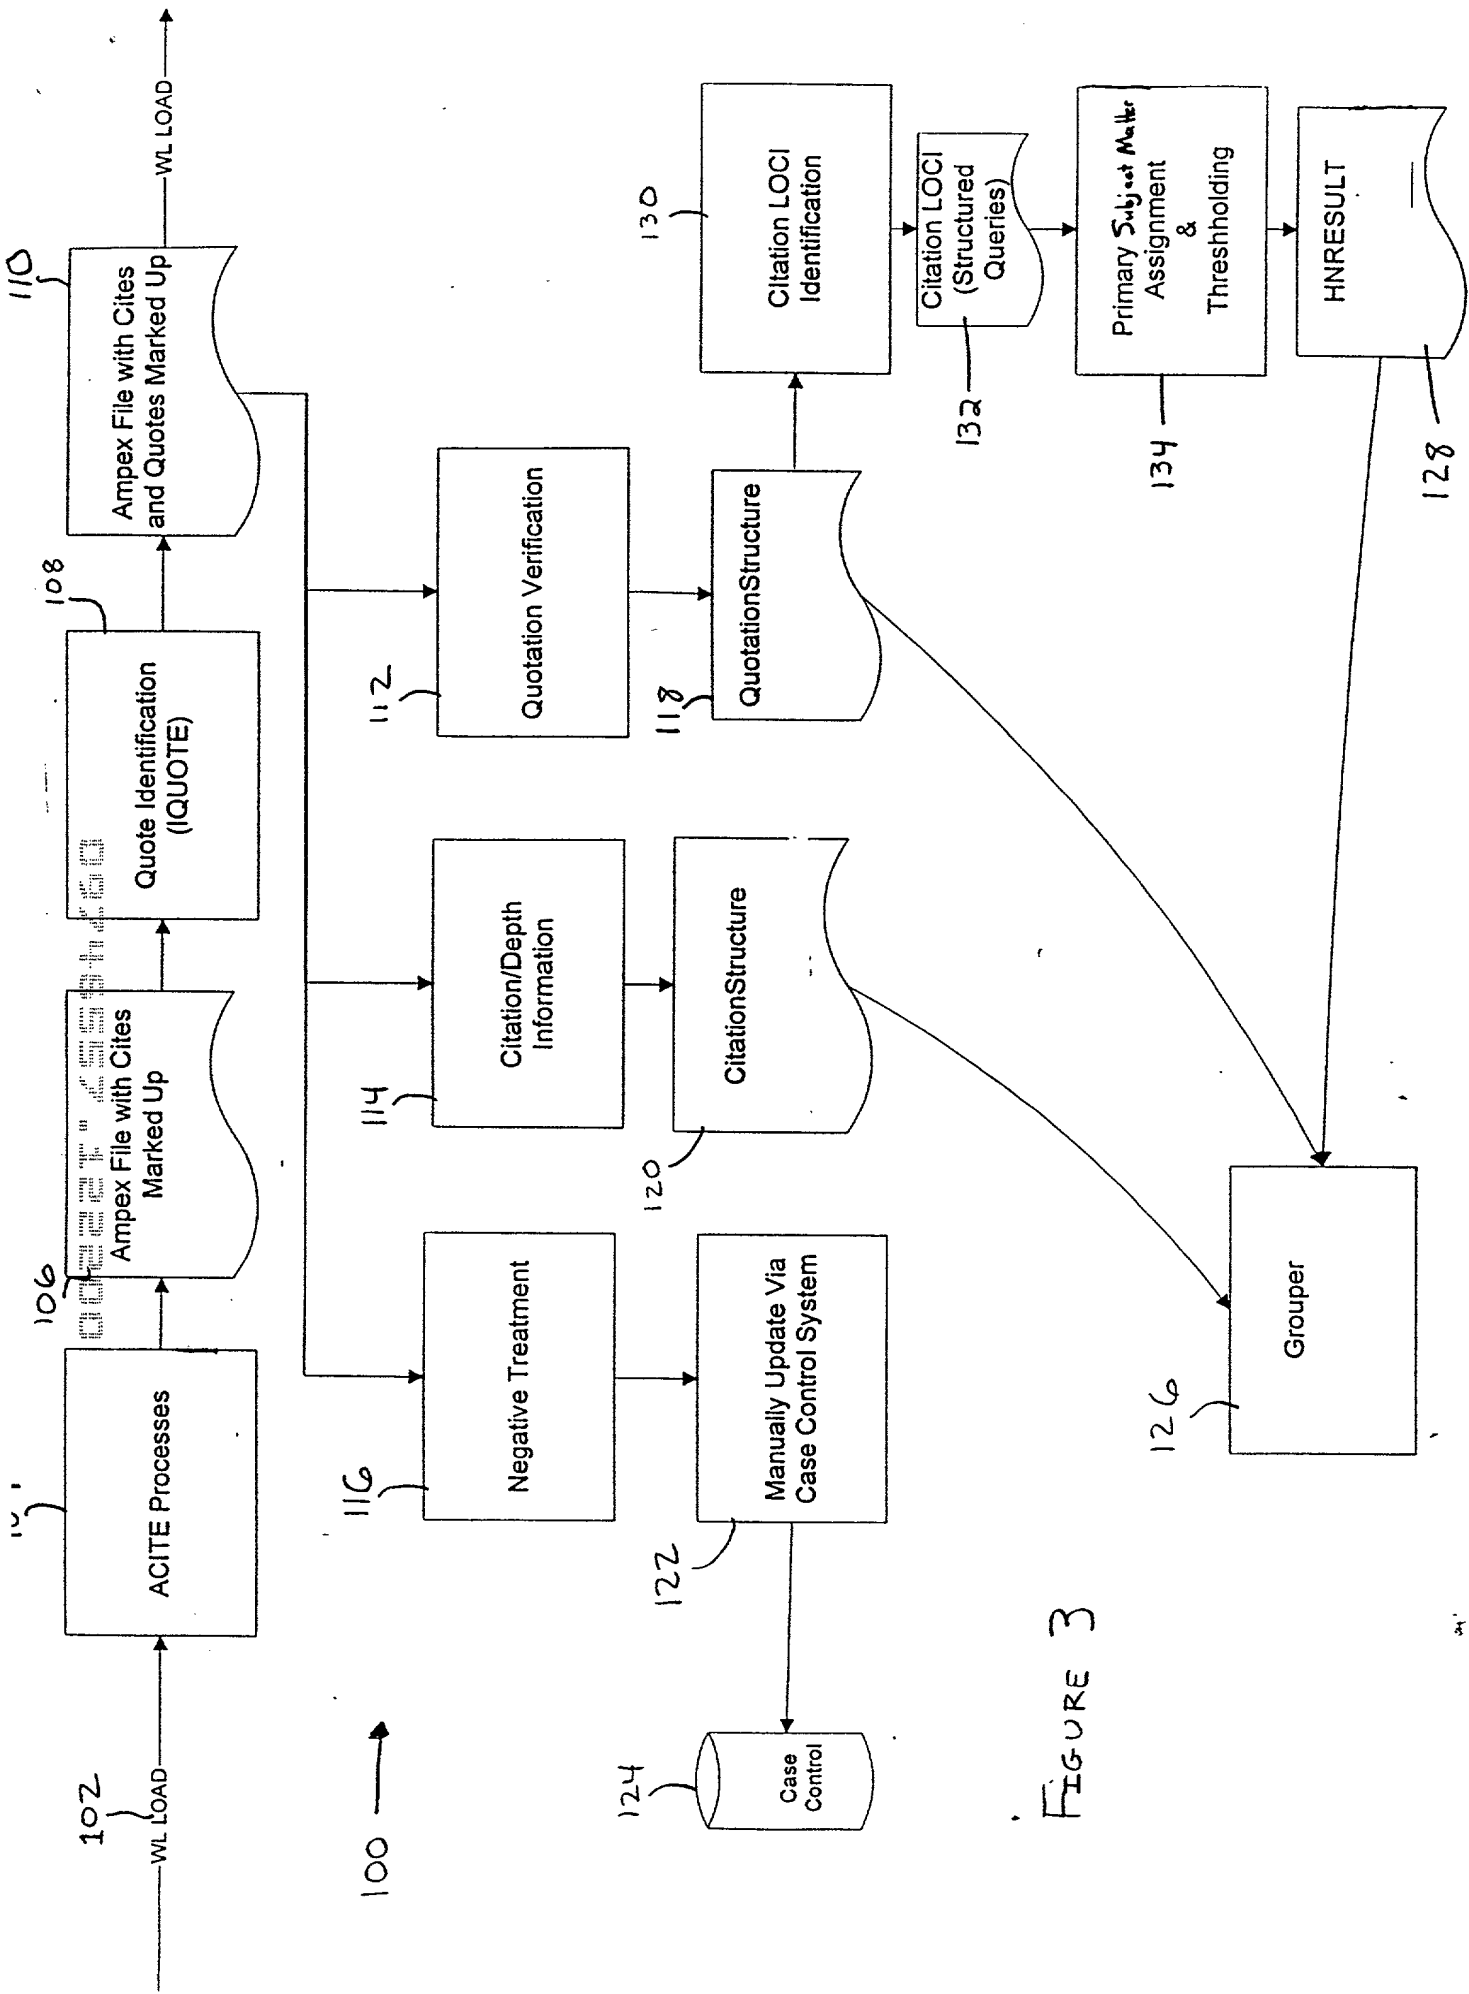 102
WL LOAD
ACITE Processes
106
Ampex File with Cites
Marked Up
108
Quote Identification
(IQUOTE)
110
Ampex File with Cites
and Quotes Marked Up
WL LOAD
100
116
Negative Treatment
114
Citation/Depth
Information
112
Quotation Verification
124
Case
Control
122
Manually Update Via
Case Control System
120
CitationStructure
118
QuotationStructure
130
CItation LOCI
Identification
132
Citation LOCI
(Structured
Queries)
134
Primary Subject Matter
Assignment
&
Threshholding
128
HNRESULT
126
Grouper
FIGURE 3